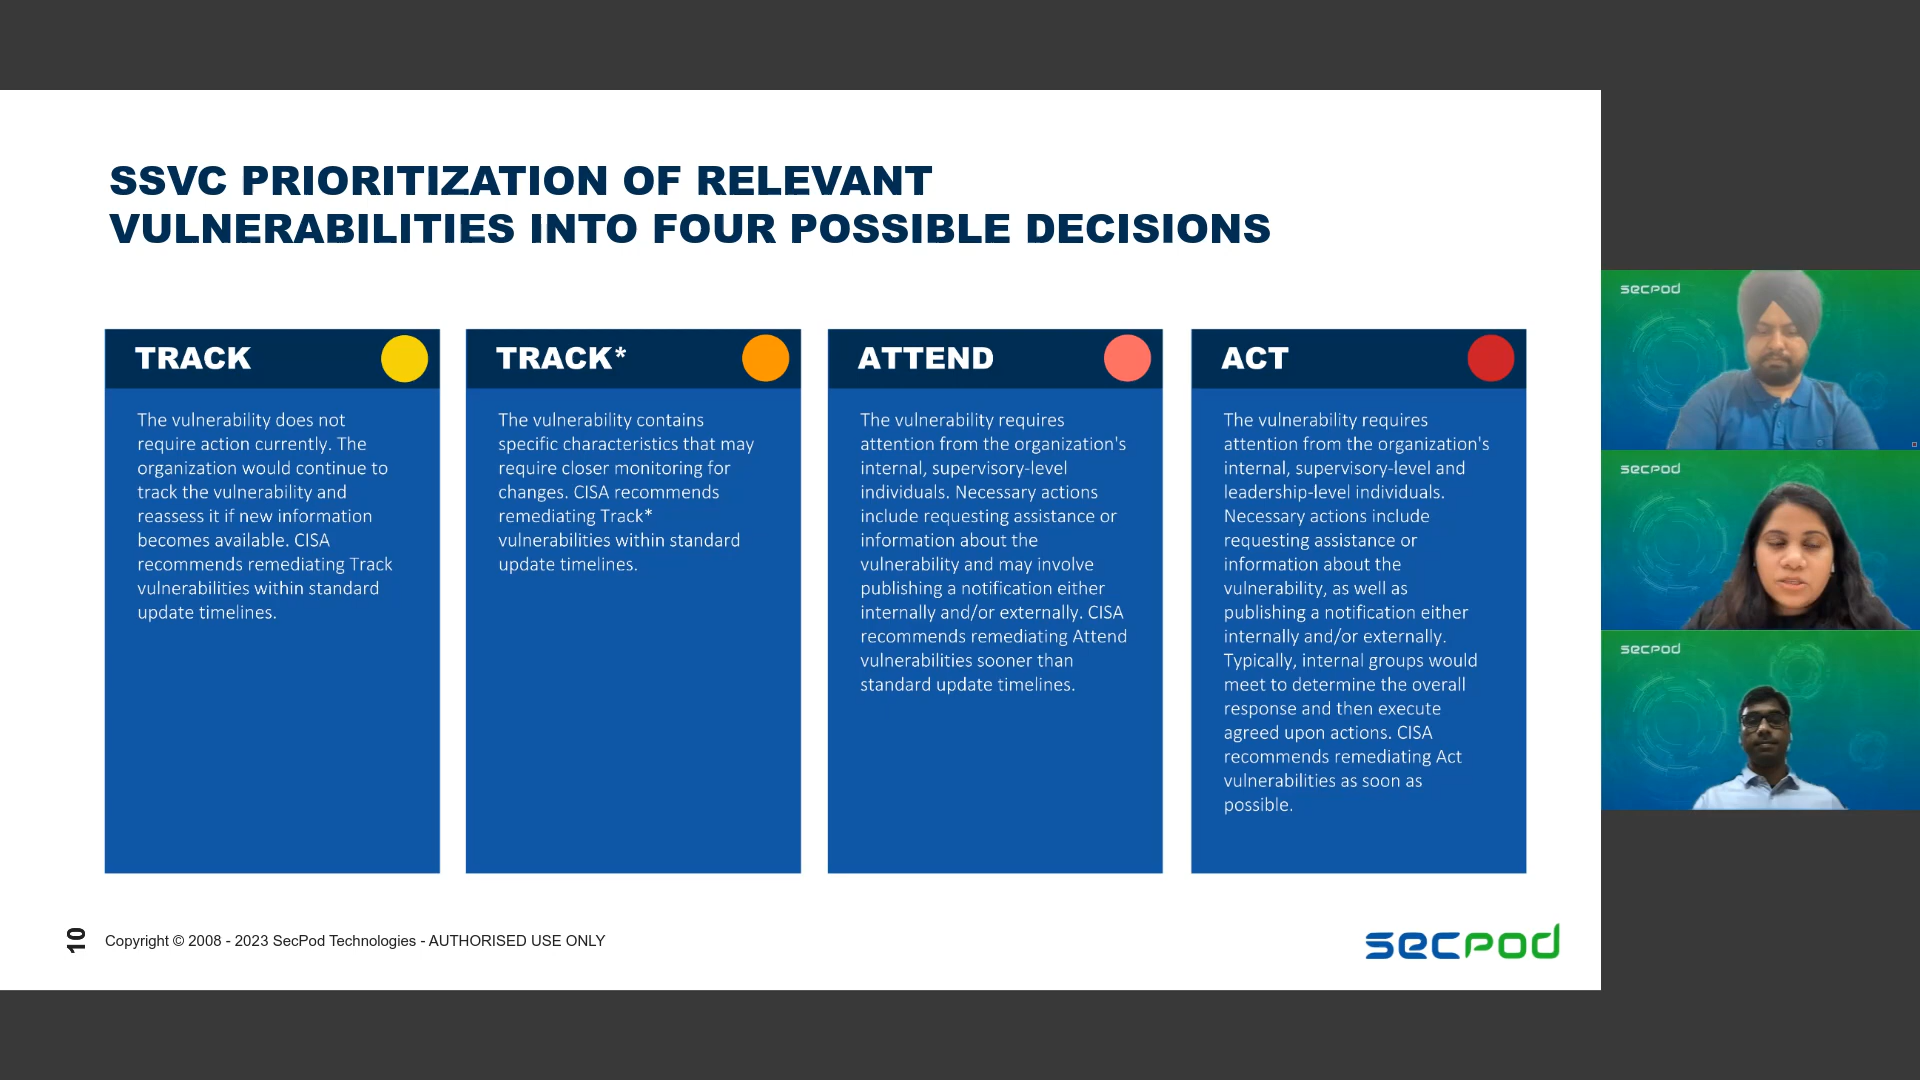 SSVC PRIORITIZATION OF RELEVANT
VULNERABILITIES INTO FOUR POSSIBLE DECISIONS
TRACK
The vulnerability does not
require action currently. The
organization would continue to
track the vulnerability and
reassess it if new information
becomes available. CISA
recommends remediating Track
vulnerabilities within standard
update timelines.
TRACK*
The vulnerability contains
specific characteristics that may
require closer monitoring for
changes. CISA recommends
remediating Track*
vulnerabilities within standard
update timelines.
ATTEND
The vulnerability requires
attention from the organization's
internal, supervisory-level
individuals. Necessary actions
include requesting assistance or
information about the
vulnerability and may involve
publishing a notification either
internally and/or externally. CISA
recommends remediating Attend
vulnerabilities sooner than
standard update timelines.
ACT
The vulnerability requires
attention from the organization's
internal, supervisory-level and
leadership-level individuals.
Necessary actions include
requesting assistance or
information about the
vulnerability, as well as
publishing a notification either
internally and/or externally.
Typically, internal groups would
meet to determine the overall
response and then execute
agreed upon actions. CISA
recommends remediating Act
vulnerabilities as soon as
possible.
10
Copyright © 2008 - 2023 SecPod Technologies - AUTHORISED USE ONLY
secpod
secpod
secpod
secpod